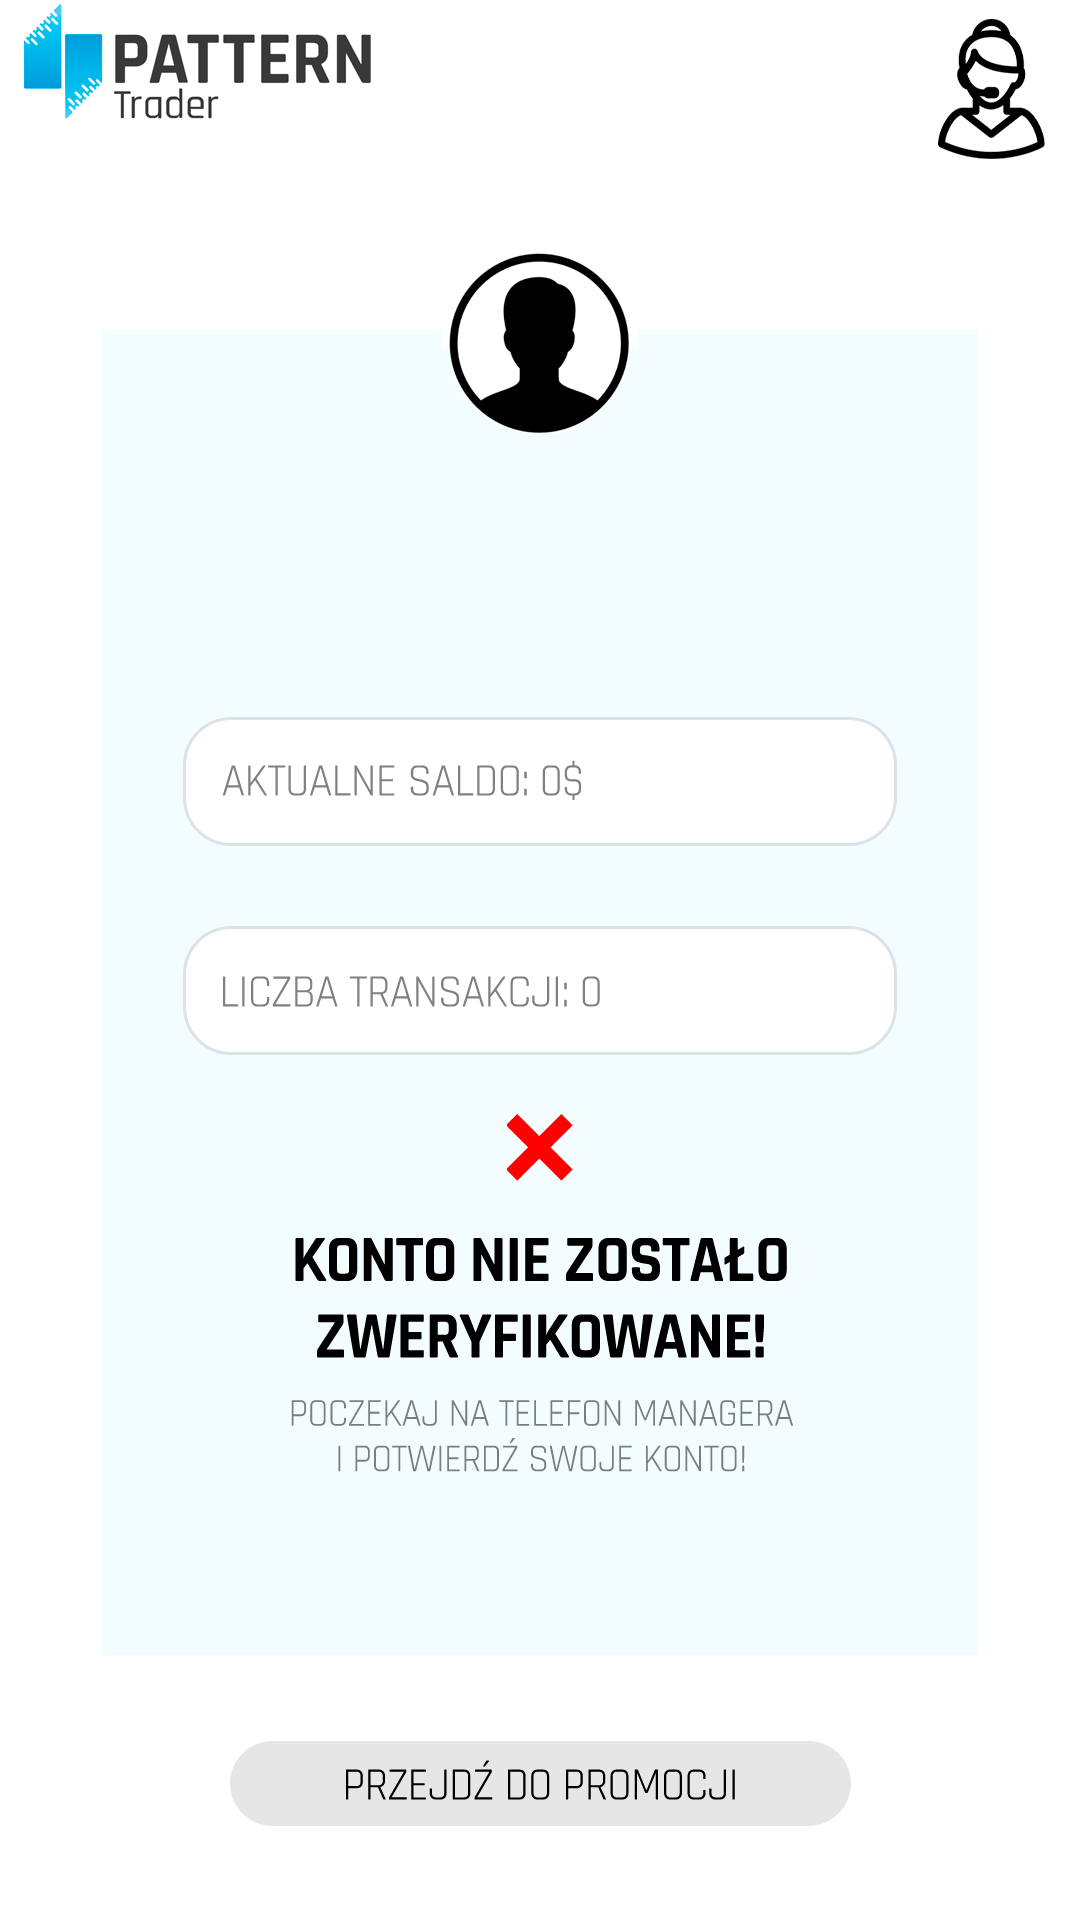 PATTERN
Trader
AKTUALNE SALDO: 0$
LICZBA TRANSAKCJI: 0
KONTO NIE ZOSTAŁO
ZWERYFIKOWANE!
POCZEKAJ NA TELEFON MANAGERA
I POTWIERDŹ SWOJE KONTO!
PRZEJDŹ DO PROMOCJI